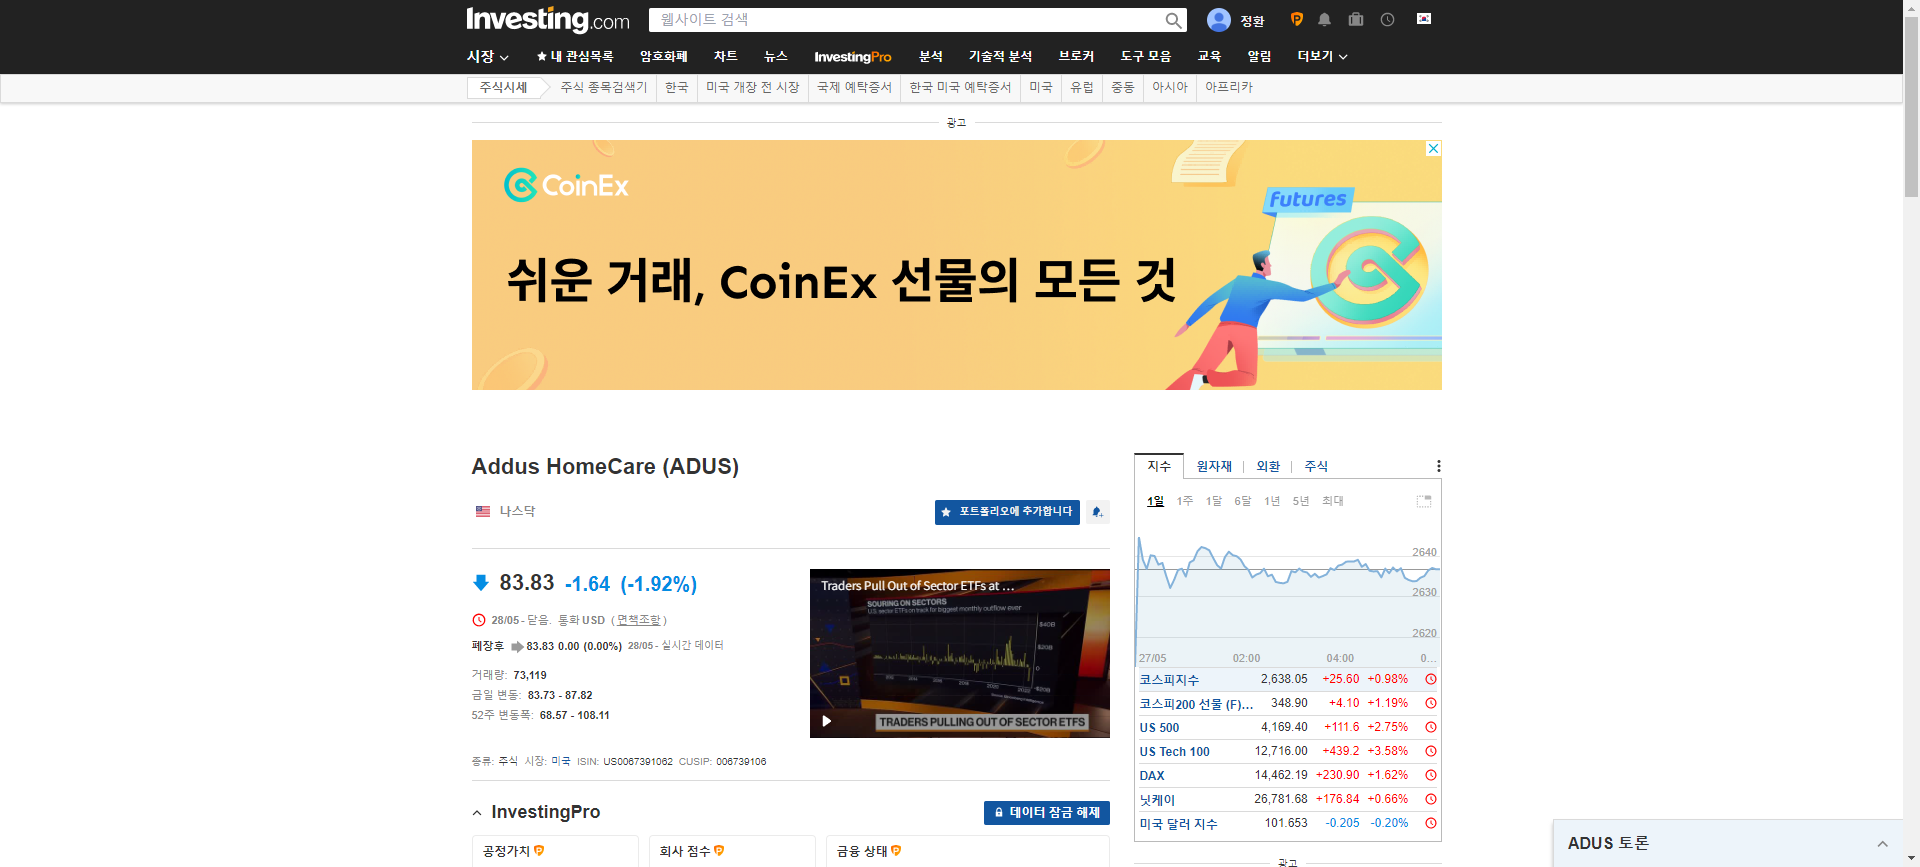 Investing.com
웹사이트 검색
정환
시장
내 관심목록
암호화폐
차트
뉴스
InvestingPro
분석
기술적 분석
브로커
도구 모음
교육
알림
더보기
주식시세
주식 종목검색기
한국
미국 개장 전 시장
국제 예탁증서
한국 미국 예탁증서
미국
유럽
중동
아시아
아프리카
광고
CoinEx
futures
쉬운 거래, CoinEx 선물의 모든 것
Addus HomeCare (ADUS)
나스닥
포트폴리오에 추가합니다
83.83 -1.64 (-1.92%)
28/05 - 닫음. 통화 USD ( 면책조항 )
폐장후 83.83 0.00 (0.00%) 28/05 - 실시간 데이터
거래량: 73,119
금일 변동: 83.73 - 87.82
52주 변동폭: 68.57 - 108.11
Traders Pull Out of Sector ETFs at ...
SOURING ON SECTORS
U.S. sector ETFs on track for biggest monthly outflow ever
$40B
$20B
0
-$20B
TRADERS PULLING OUT OF SECTOR ETFS
종류: 주식 시장: 미국 ISIN: US0067391062 CUSIP: 006739106
InvestingPro
데이터 잠금 해제
공정가치
회사 점수
금융 상태
지수
원자재
외환
주식
1일 1주 1달 6달 1년 5년 최대
2640
2630
2620
27/05 02:00 04:00 0...
코스피지수 2,638.05 +25.60 +0.98%
코스피200 선물 (F)... 348.90 +4.10 +1.19%
US 500 4,169.40 +111.6 +2.75%
US Tech 100 12,716.00 +439.2 +3.58%
DAX 14,462.19 +230.90 +1.62%
닛케이 26,781.68 +176.84 +0.66%
미국 달러 지수 101.653 -0.205 -0.20%
광고
ADUS 토론